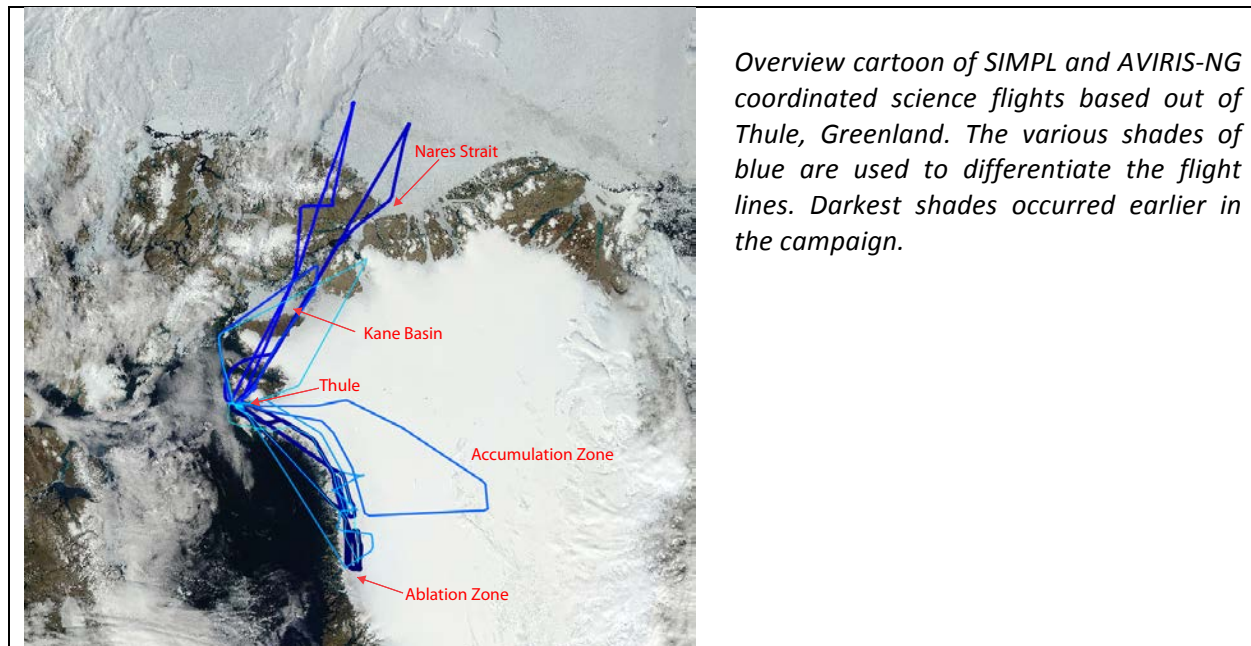 Overview cartoon of SIMPL and AVIRIS-NG
coordinated science flights based out of
Thule, Greenland. The various shades of
blue are used to differentiate the flight
lines. Darkest shades occurred earlier in
the campaign.
Nares Strait
Kane Basin
Thule
Accumulation Zone
Ablation Zone